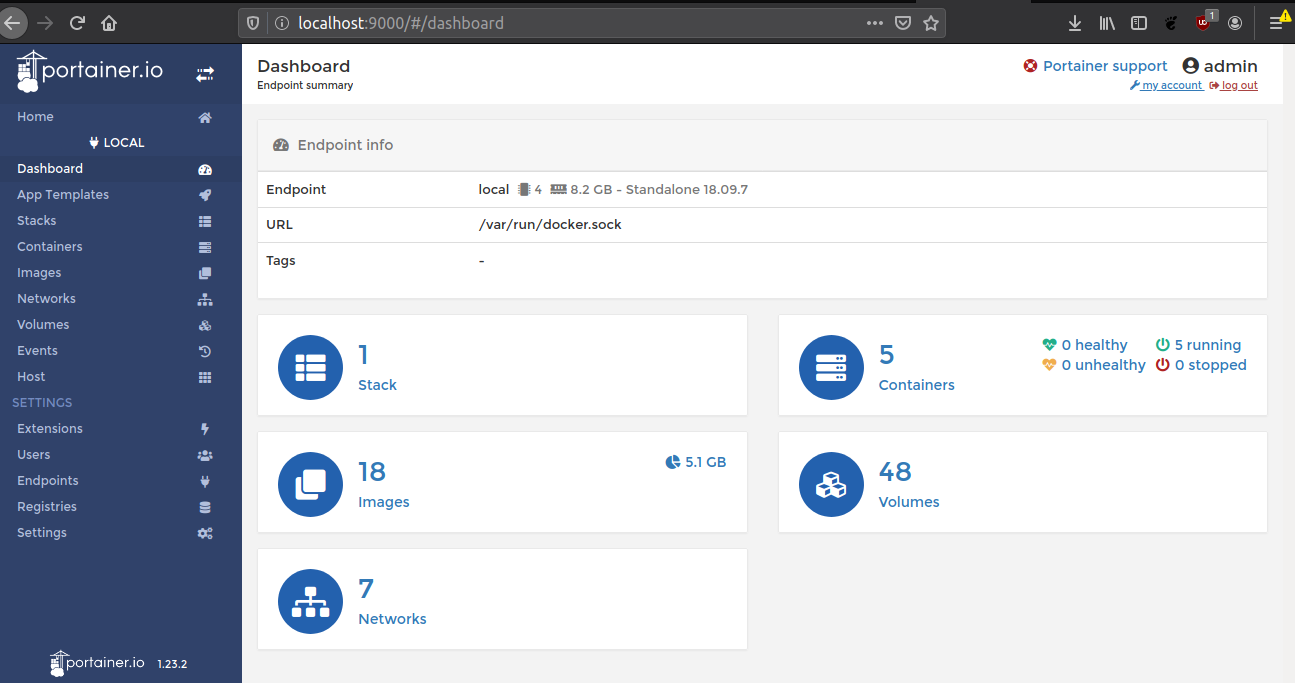 localhost:9000/#/dashboard
1
portainer.io
Home
LOCAL
Dashboard
App Templates
Stacks
Containers
Images
Networks
Volumes
Events
Host
SETTINGS
Extensions
Users
Endpoints
Registries
Settings
portainer.io 1.23.2
Dashboard
Endpoint summary
Portainer support admin
my account log out
Endpoint info
Endpoint local 4 8.2 GB - Standalone 18.09.7
URL /var/run/docker.sock
Tags -
1
Stack
5
Containers
0 healthy 5 running
0 unhealthy 0 stopped
18
Images
5.1 GB
48
Volumes
7
Networks